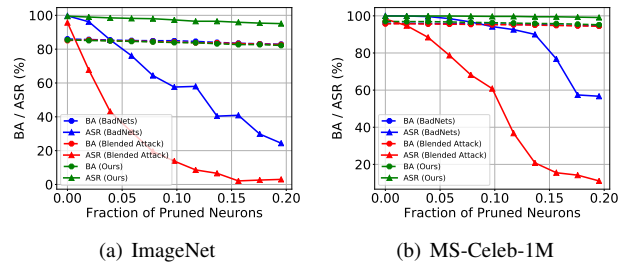 100
80
60
40
20
0
BA / ASR (%)
BA (BadNets)
ASR (BadNets)
BA (Blended Attack)
ASR (Blended Attack)
BA (Ours)
ASR (Ours)
0.00 0.05 0.10 0.15 0.20
Fraction of Pruned Neurons
(a) ImageNet
100
80
60
40
20
BA / ASR (%)
BA (BadNets)
ASR (BadNets)
BA (Blended Attack)
ASR (Blended Attack)
BA (Ours)
ASR (Ours)
0.00 0.05 0.10 0.15 0.20
Fraction of Pruned Neurons
(b) MS-Celeb-1M